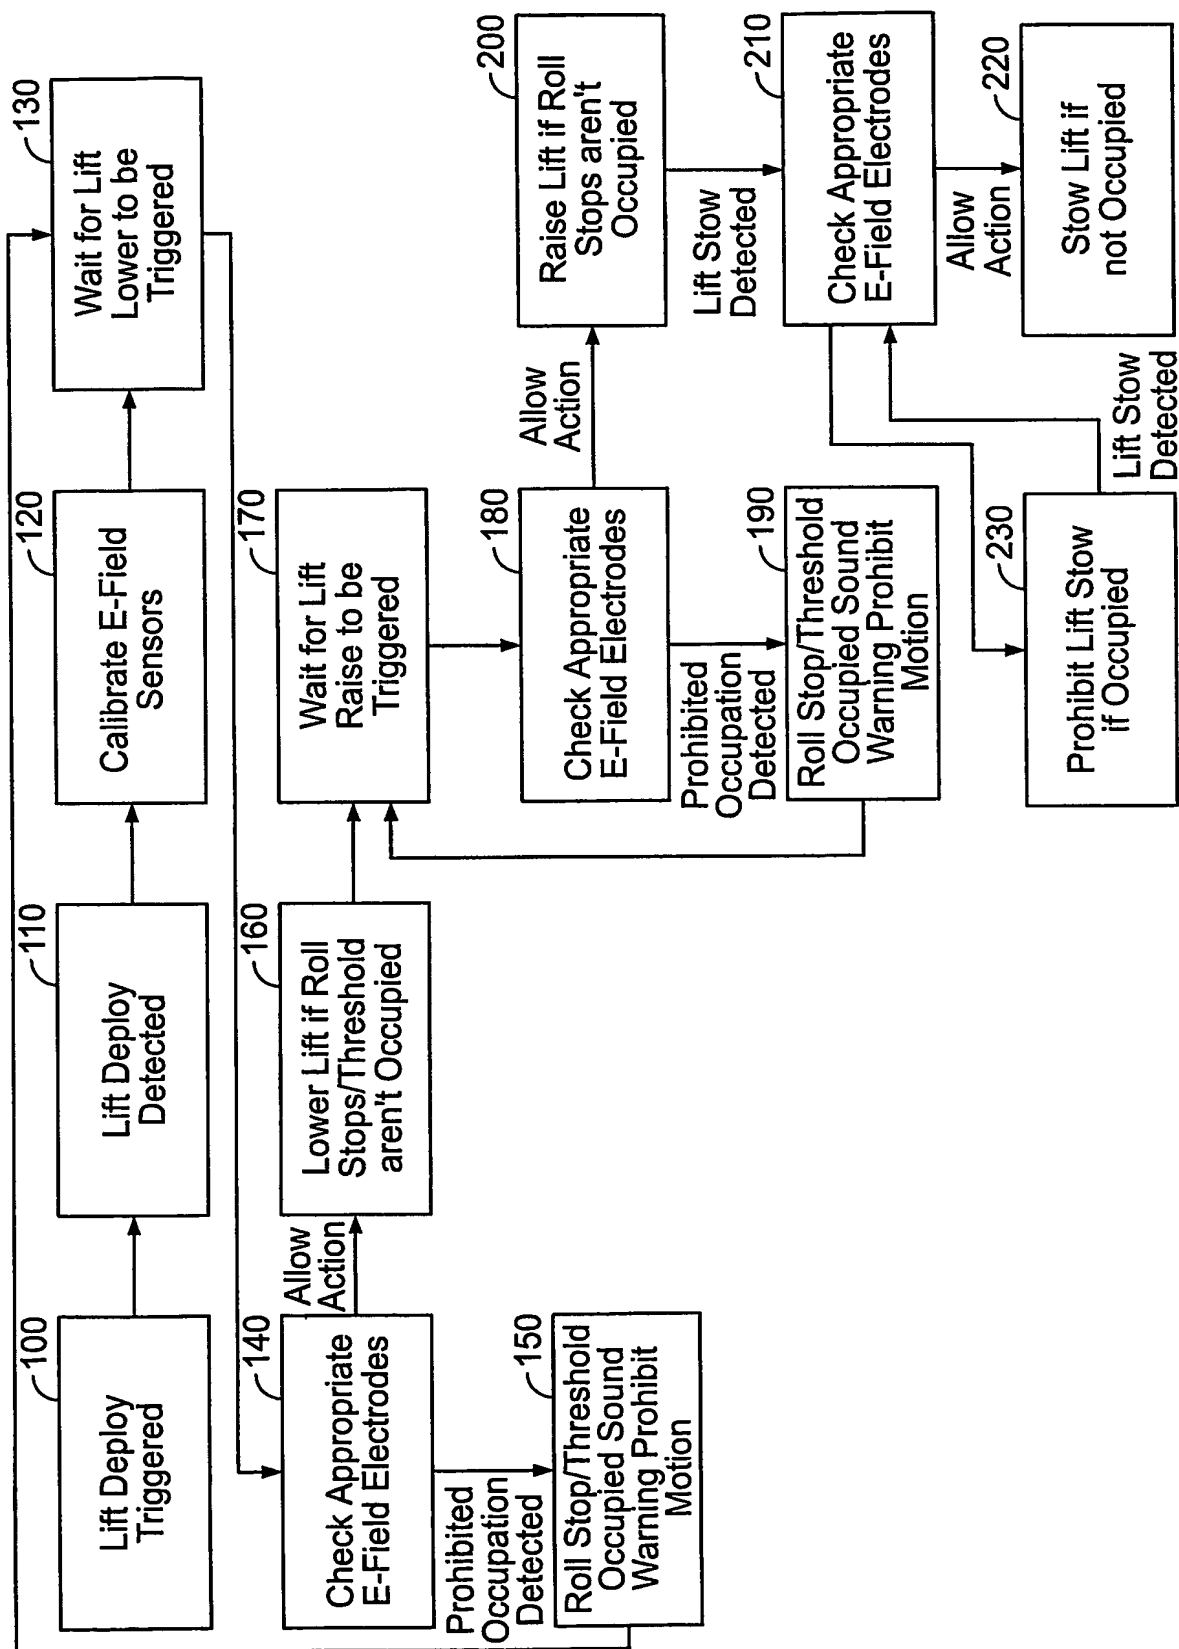 100
Lift Deploy
Triggered
110
Lift Deploy
Detected
120
Calibrate E-Field
Sensors
130
Wait for Lift
Lower to be
Triggered
140
Check Appropriate
E-Field Electrodes
Allow
Action
Prohibited
Occupation
Detected
150
Roll Stop/Threshold
Occupied Sound
Warning Prohibit
Motion
160
Lower Lift if Roll
Stops/Threshold
aren't Occupied
170
Wait for Lift
Raise to be
Triggered
180
Check Appropriate
E-Field Electrodes
Allow
Action
Prohibited
Occupation
Detected
190
Roll Stop/Threshold
Occupied Sound
Warning Prohibit
Motion
200
Raise Lift if Roll
Stops aren't
Occupied
Lift Stow
Detected
210
Check Appropriate
E-Field Electrodes
Allow
Action
220
Stow Lift if
not Occupied
230
Prohibit Lift Stow
if Occupied
Lift Stow
Detected